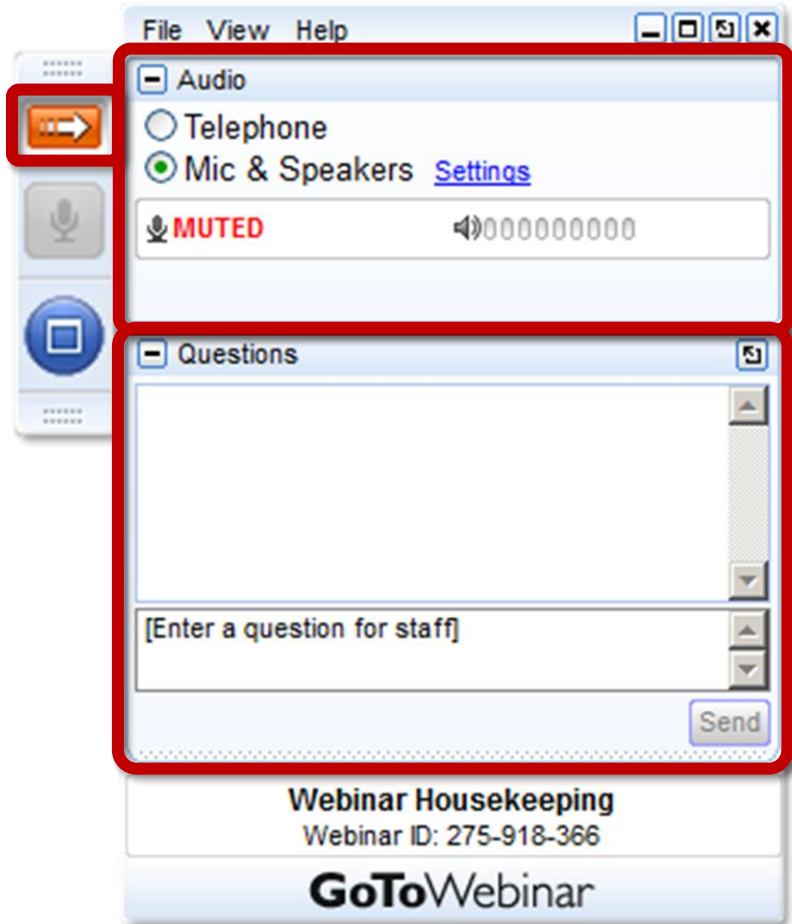 File View Help
Audio
Telephone
Mic & Speakers Settings
MUTED
Questions
[Enter a question for staff]
Send
Webinar Housekeeping
Webinar ID: 275-918-366
GoToWebinar